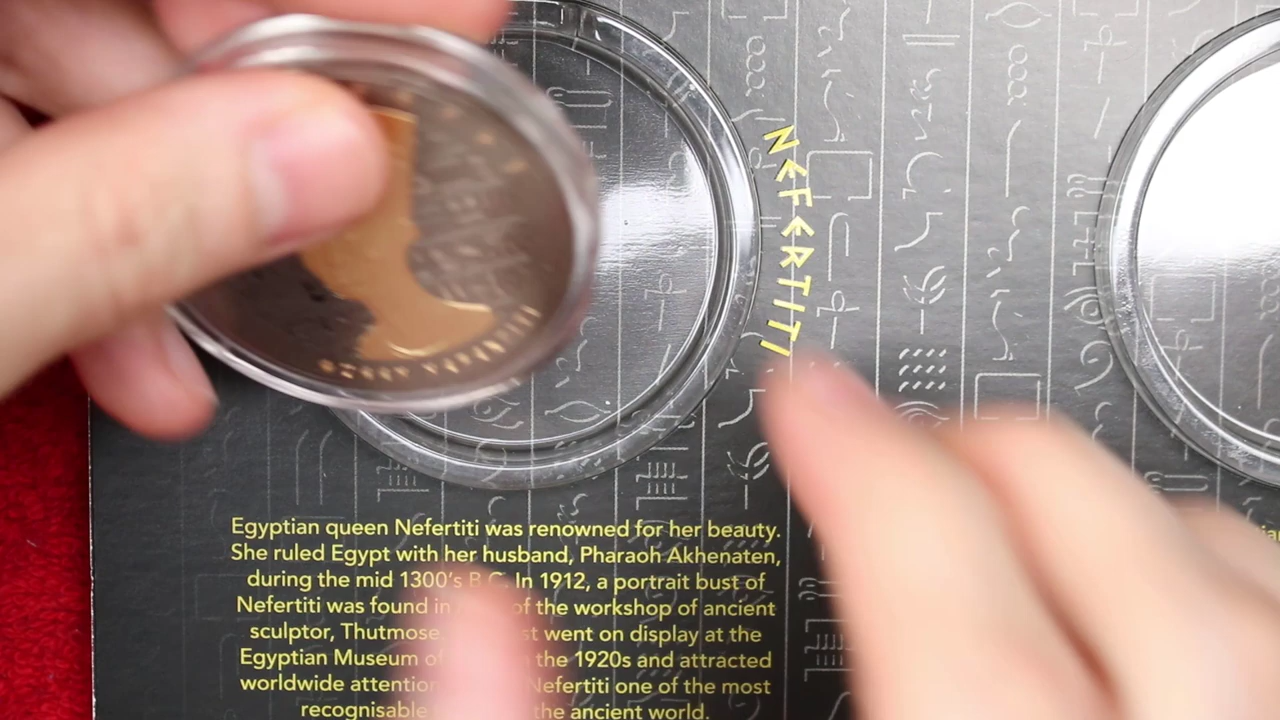 NEFERTITI
Egyptian queen Nefertiti was renowned for her beauty.
She ruled Egypt with her husband, Pharaoh Akhenaten,
during the mid 1300's B.C. In 1912, a portrait bust of
Nefertiti was found in of the workshop of ancient
sculptor, Thutmose. went on display at the
Egyptian Museum of the 1920s and attracted
worldwide attention Nefertiti one of the most
recognisable the ancient world.